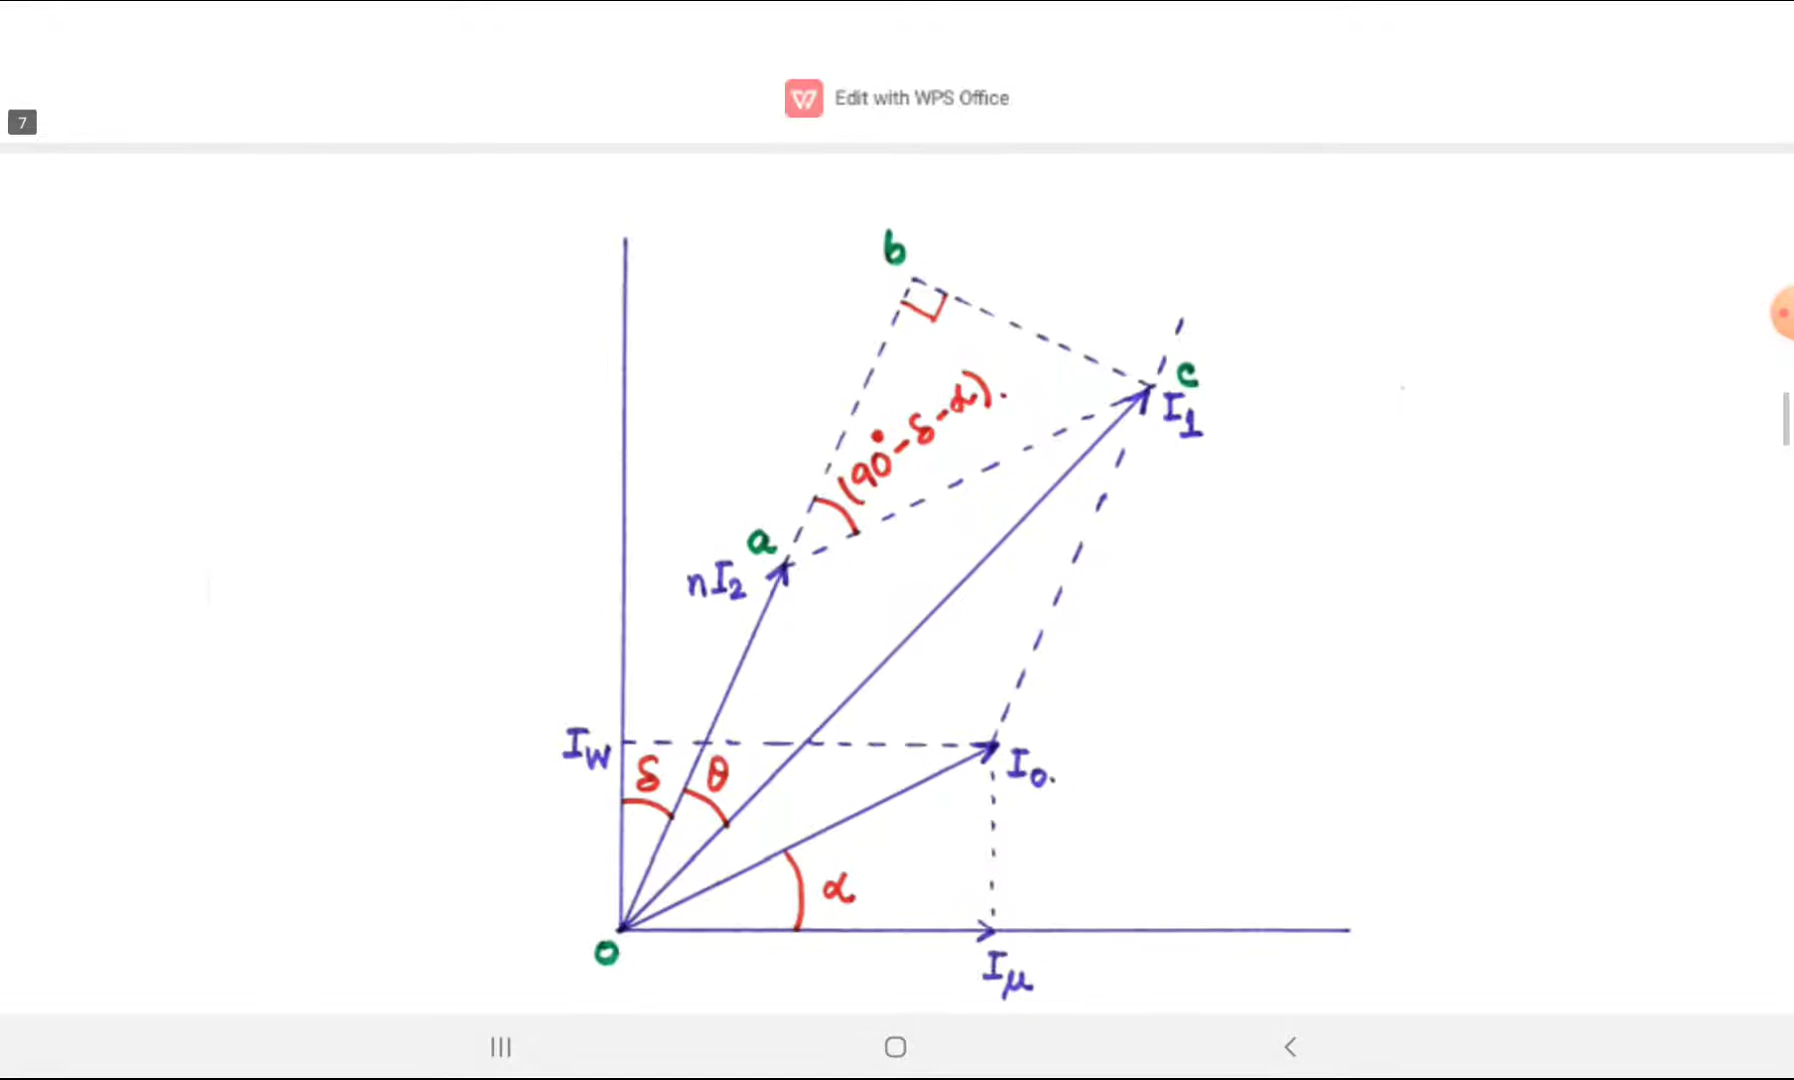 Edit with WPS Office
7
b
c
I1
(90°-δ-α).
a
nI2
Iw
δ
θ
I0.
α
O
Iμ